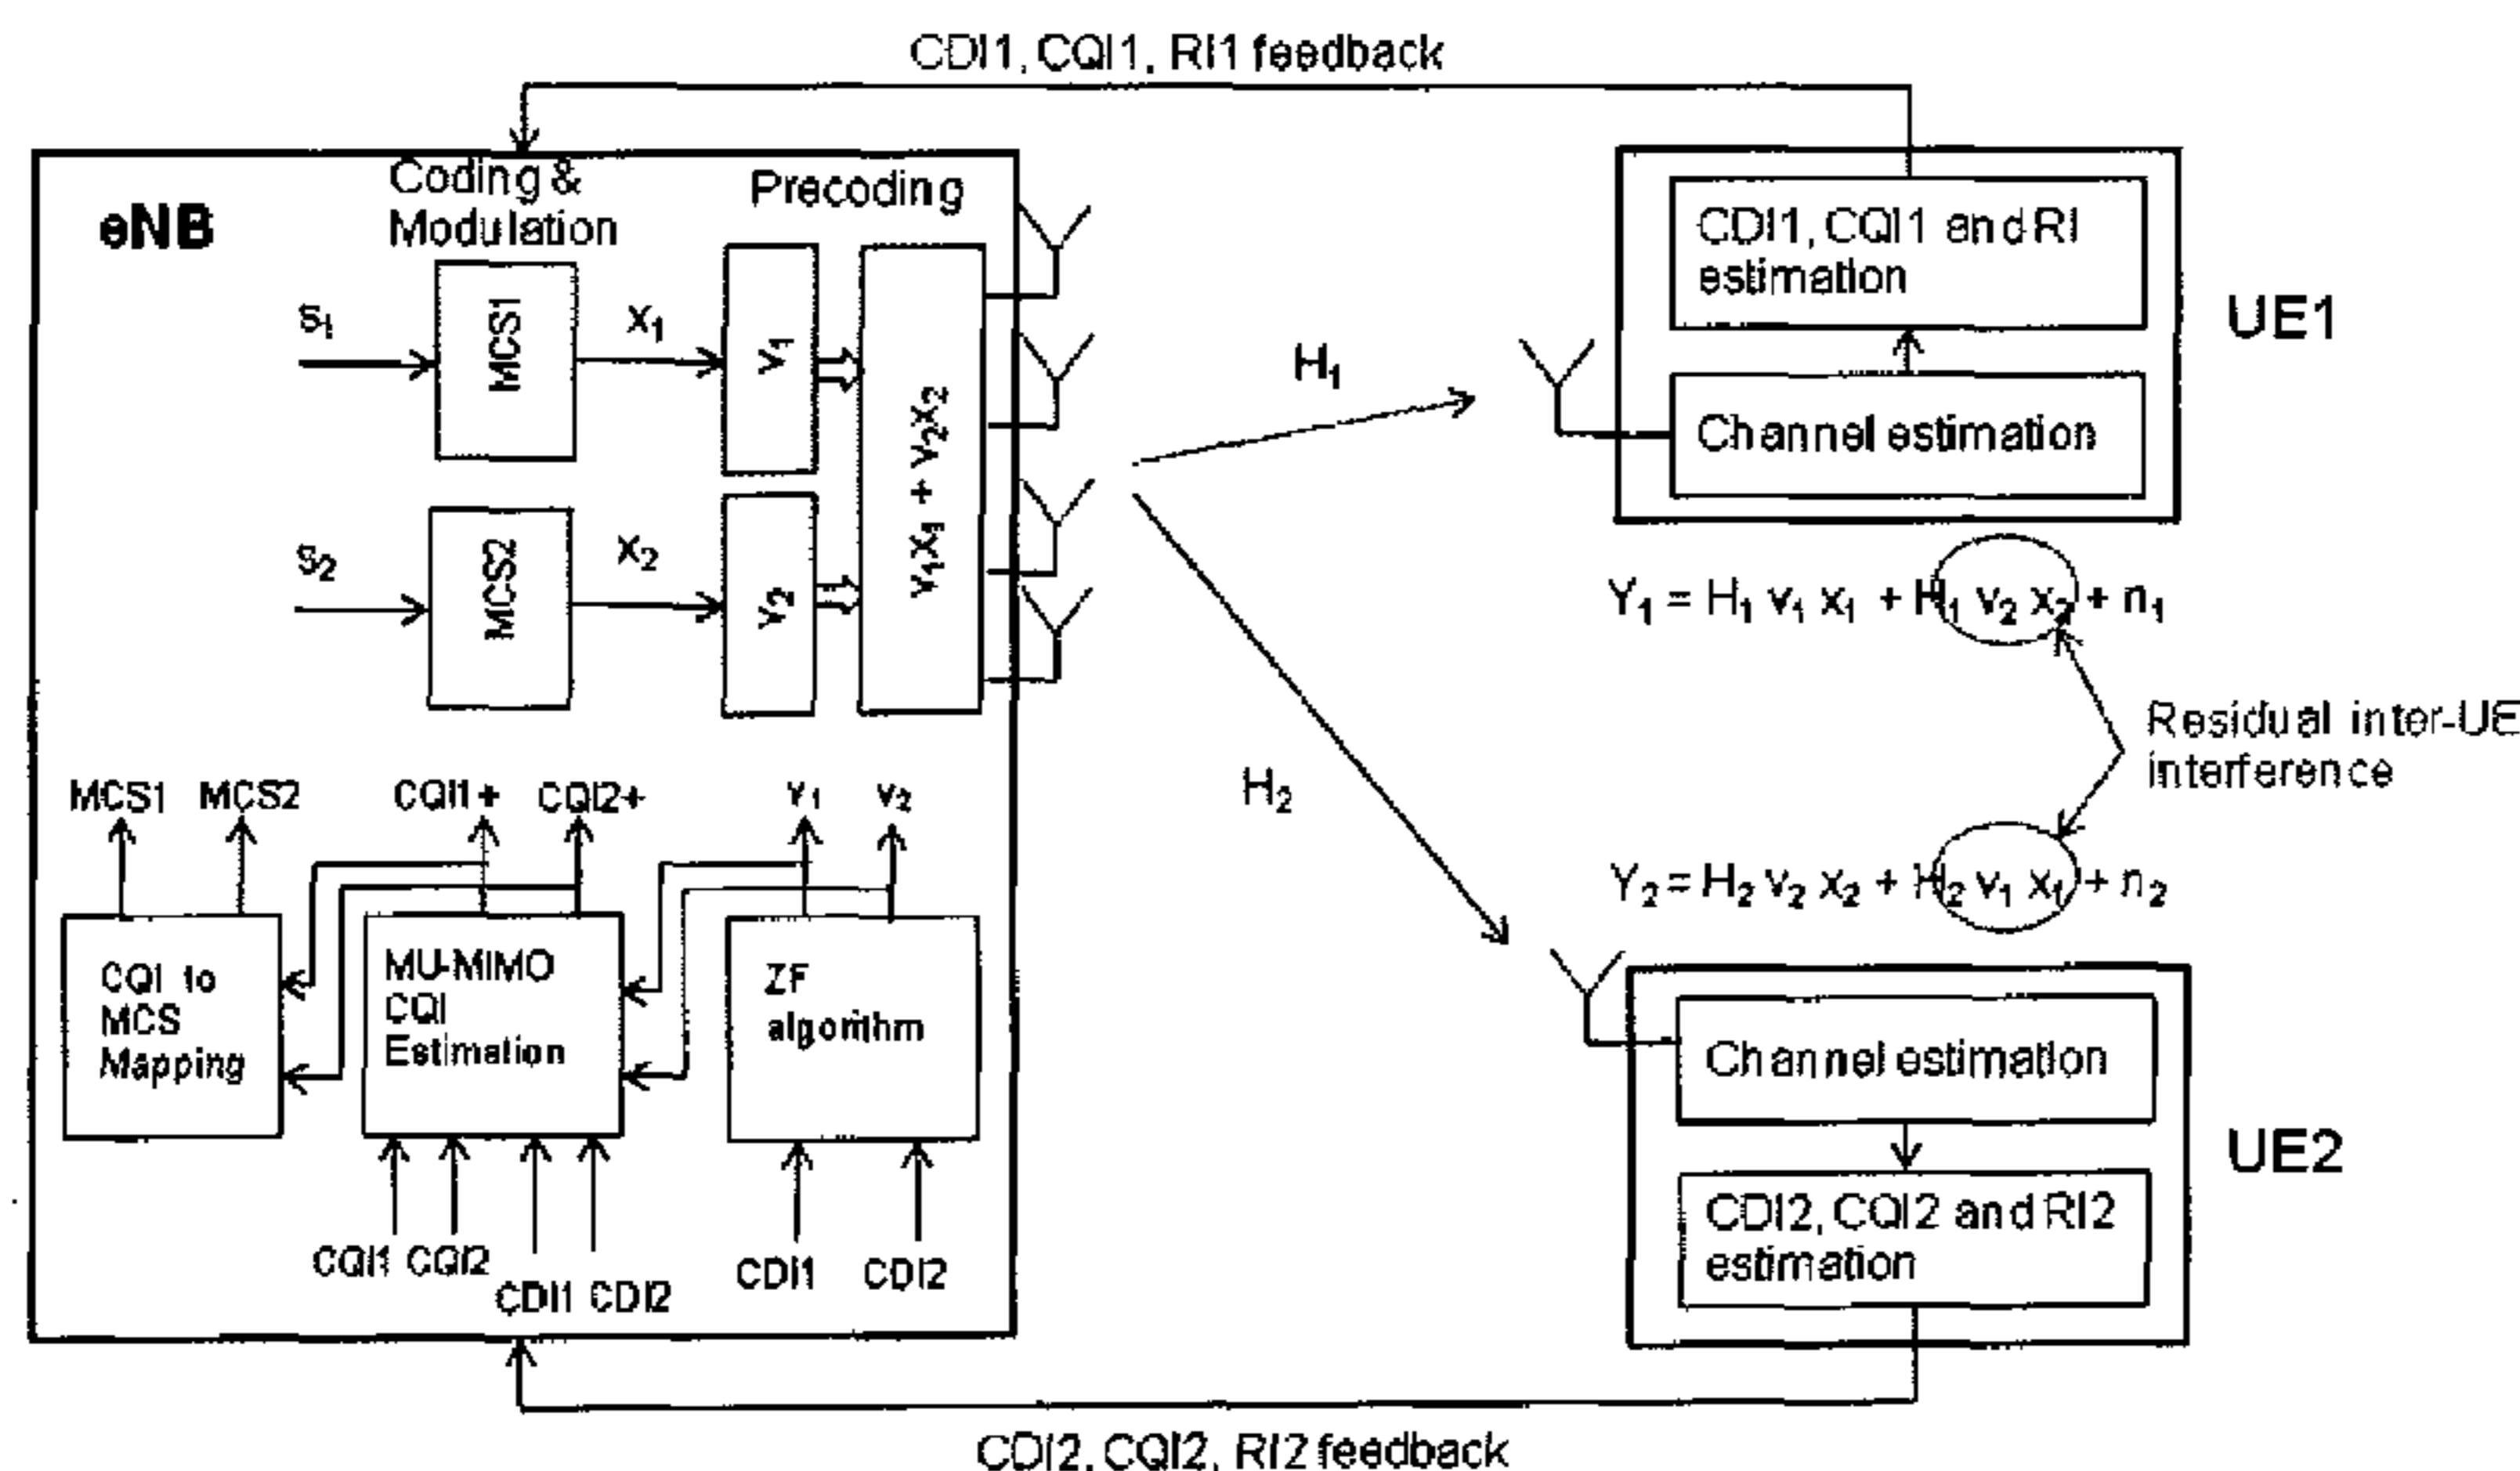 CDI1, CQI1, RI1 feedback
eNB
Coding &
Modulation
Precoding
S1
MCS1
X1
V1
V1X1 + V2X2
S2
MCS2
X2
V2
H1
H2
CDI1, CQI1 and RI
estimation
Channel estimation
UE1
Y1 = H1 v1 x1 + H1 v2 x2 + n1
Residual inter-UE
interference
Y2 = H2 v2 x2 + H2 v1 x1 + n2
Channel estimation
CDI2, CQI2 and RI2
estimation
UE2
MCS1 MCS2 CQI1+ CQI2+ v1 v2
CQI to
MCS
Mapping
MU-MIMO
CQI
Estimation
ZF
algorithm
CQI1 CQI2
CDI1 CDI2
CDI1 CDI2
CDI2, CQI2, RI2 feedback